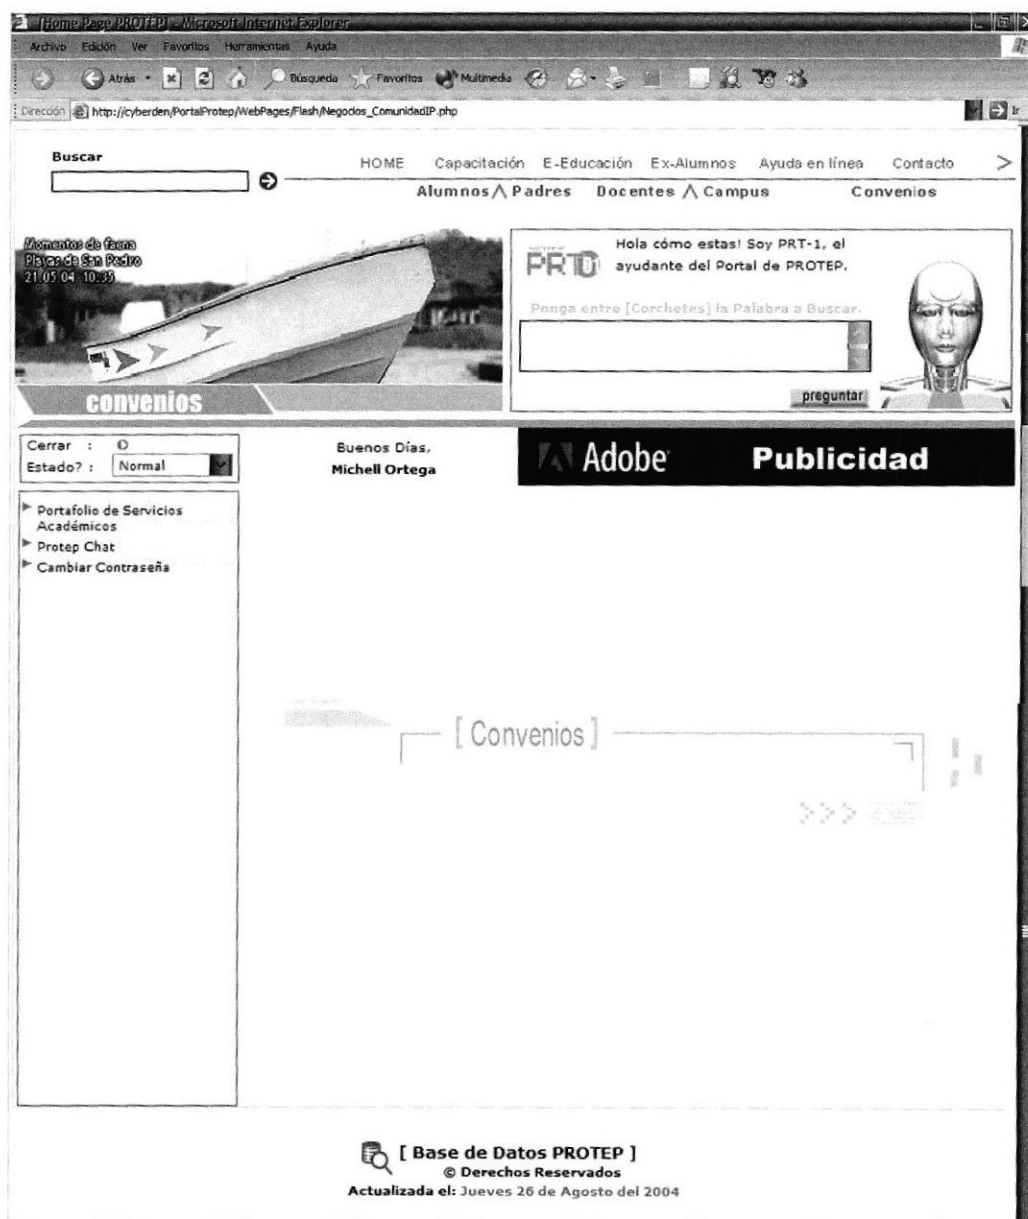 [Home Page PROTEP] - Microsoft Internet Explorer
Archivo Edición Ver Favoritos Herramientas Ayuda
Atrás Búsqueda Favoritos Multimedia
Dirección http://cyberden/PortalProtep/WebPages/Flash/Negocios_ComunidadIP.php Ir
Buscar
HOME Capacitación E-Educación Ex-Alumnos Ayuda en línea Contacto >
Alumnos Padres Docentes Campus Convenios
Momentos de faena
Playas de San Pedro
21.05.04 - 10:35
convenios
PRT01
Hola cómo estas! Soy PRT-1, el
ayudante del Portal de PROTEP.
Ponga entre [Corchetes] la Palabra a Buscar.
preguntar
Cerrar :
Estado? : Normal
Buenos Días,
Michell Ortega
Adobe Publicidad
Portafolio de Servicios
Académicos
Protep Chat
Cambiar Contraseña
[ Convenios ]
>>>
[ Base de Datos PROTEP ]
© Derechos Reservados
Actualizada el: Jueves 26 de Agosto del 2004